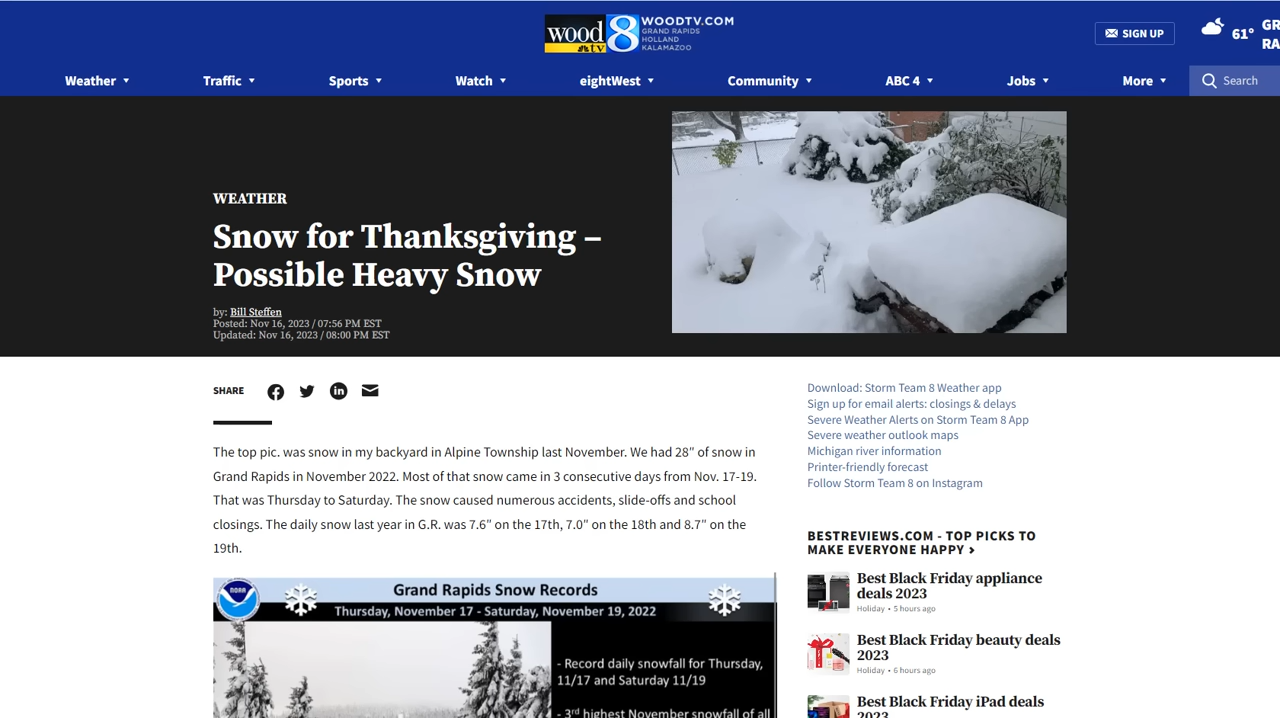 wood tv 8
WOODTV.COM
GRAND RAPIDS
HOLLAND
KALAMAZOO
SIGN UP
61°
GR
RA
Weather
Traffic
Sports
Watch
eightWest
Community
ABC 4
Jobs
More
Search
WEATHER
Snow for Thanksgiving –
Possible Heavy Snow
by: Bill Steffen
Posted: Nov 16, 2023 / 07:56 PM EST
Updated: Nov 16, 2023 / 08:00 PM EST
SHARE
The top pic. was snow in my backyard in Alpine Township last November. We had 28″ of snow in
Grand Rapids in November 2022. Most of that snow came in 3 consecutive days from Nov. 17-19.
That was Thursday to Saturday. The snow caused numerous accidents, slide-offs and school
closings. The daily snow last year in G.R. was 7.6″ on the 17th, 7.0″ on the 18th and 8.7″ on the
19th.
NOAA
Grand Rapids Snow Records
Thursday, November 17 - Saturday, November 19, 2022
- Record daily snowfall for Thursday,
11/17 and Saturday 11/19
- 3rd highest November snowfall of all
Download: Storm Team 8 Weather app
Sign up for email alerts: closings & delays
Severe Weather Alerts on Storm Team 8 App
Severe weather outlook maps
Michigan river information
Printer-friendly forecast
Follow Storm Team 8 on Instagram
BESTREVIEWS.COM - TOP PICKS TO
MAKE EVERYONE HAPPY ›
Best Black Friday appliance
deals 2023
Holiday • 5 hours ago
Best Black Friday beauty deals
2023
Holiday • 6 hours ago
Best Black Friday iPad deals
2023